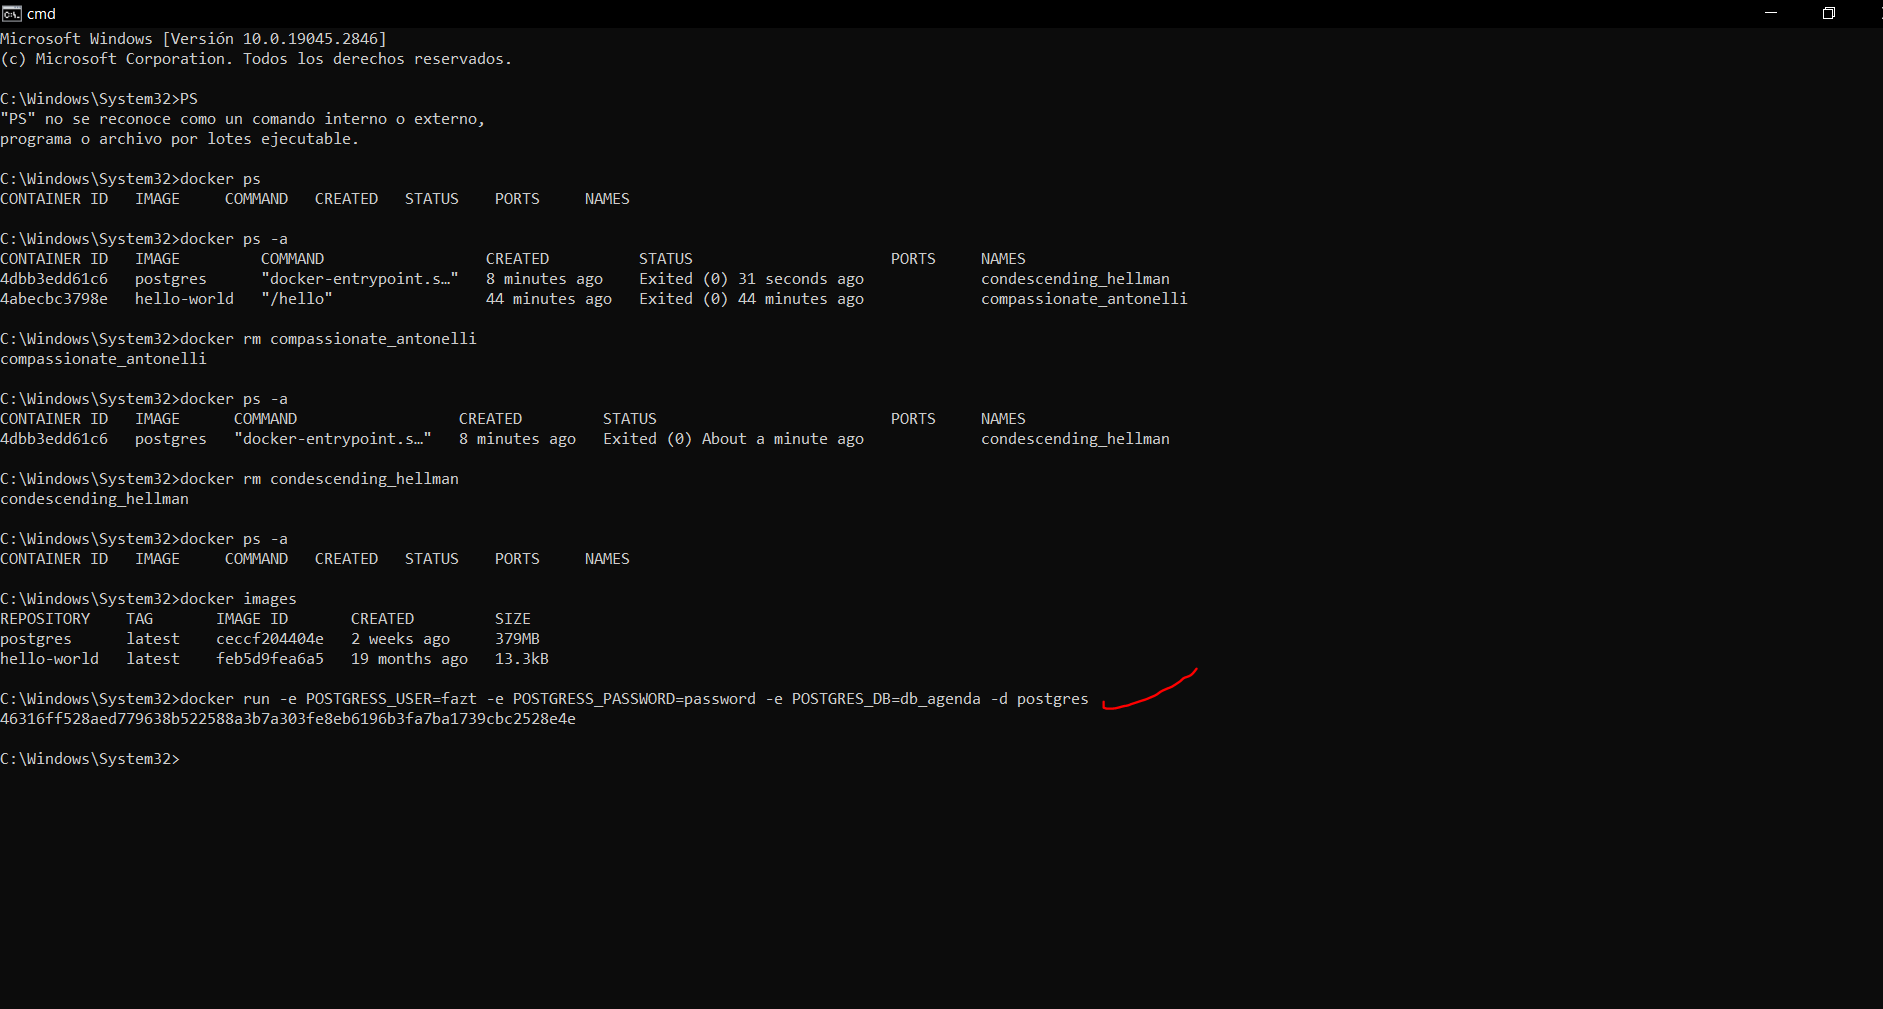 cmd
Microsoft Windows [Versión 10.0.19045.2846]
(c) Microsoft Corporation. Todos los derechos reservados.
C:\Windows\System32>PS
"PS" no se reconoce como un comando interno o externo,
programa o archivo por lotes ejecutable.
C:\Windows\System32>docker ps
CONTAINER ID   IMAGE     COMMAND   CREATED   STATUS    PORTS     NAMES
C:\Windows\System32>docker ps -a
CONTAINER ID   IMAGE         COMMAND                  CREATED          STATUS                      PORTS     NAMES
4dbb3edd61c6   postgres      "docker-entrypoint.s…"   8 minutes ago    Exited (0) 31 seconds ago             condescending_hellman
4abecbc3798e   hello-world   "/hello"                 44 minutes ago   Exited (0) 44 minutes ago             compassionate_antonelli
C:\Windows\System32>docker rm compassionate_antonelli
compassionate_antonelli
C:\Windows\System32>docker ps -a
CONTAINER ID   IMAGE      COMMAND                  CREATED         STATUS                          PORTS     NAMES
4dbb3edd61c6   postgres   "docker-entrypoint.s…"   8 minutes ago   Exited (0) About a minute ago             condescending_hellman
C:\Windows\System32>docker rm condescending_hellman
condescending_hellman
C:\Windows\System32>docker ps -a
CONTAINER ID   IMAGE     COMMAND   CREATED   STATUS    PORTS     NAMES
C:\Windows\System32>docker images
REPOSITORY    TAG       IMAGE ID       CREATED         SIZE
postgres      latest    ceccf204404e   2 weeks ago     379MB
hello-world   latest    feb5d9fea6a5   19 months ago   13.3kB
C:\Windows\System32>docker run -e POSTGRESS_USER=fazt -e POSTGRESS_PASSWORD=password -e POSTGRES_DB=db_agenda -d postgres
46316ff528aed779638b522588a3b7a303fe8eb6196b3fa7ba1739cbc2528e4e
C:\Windows\System32>